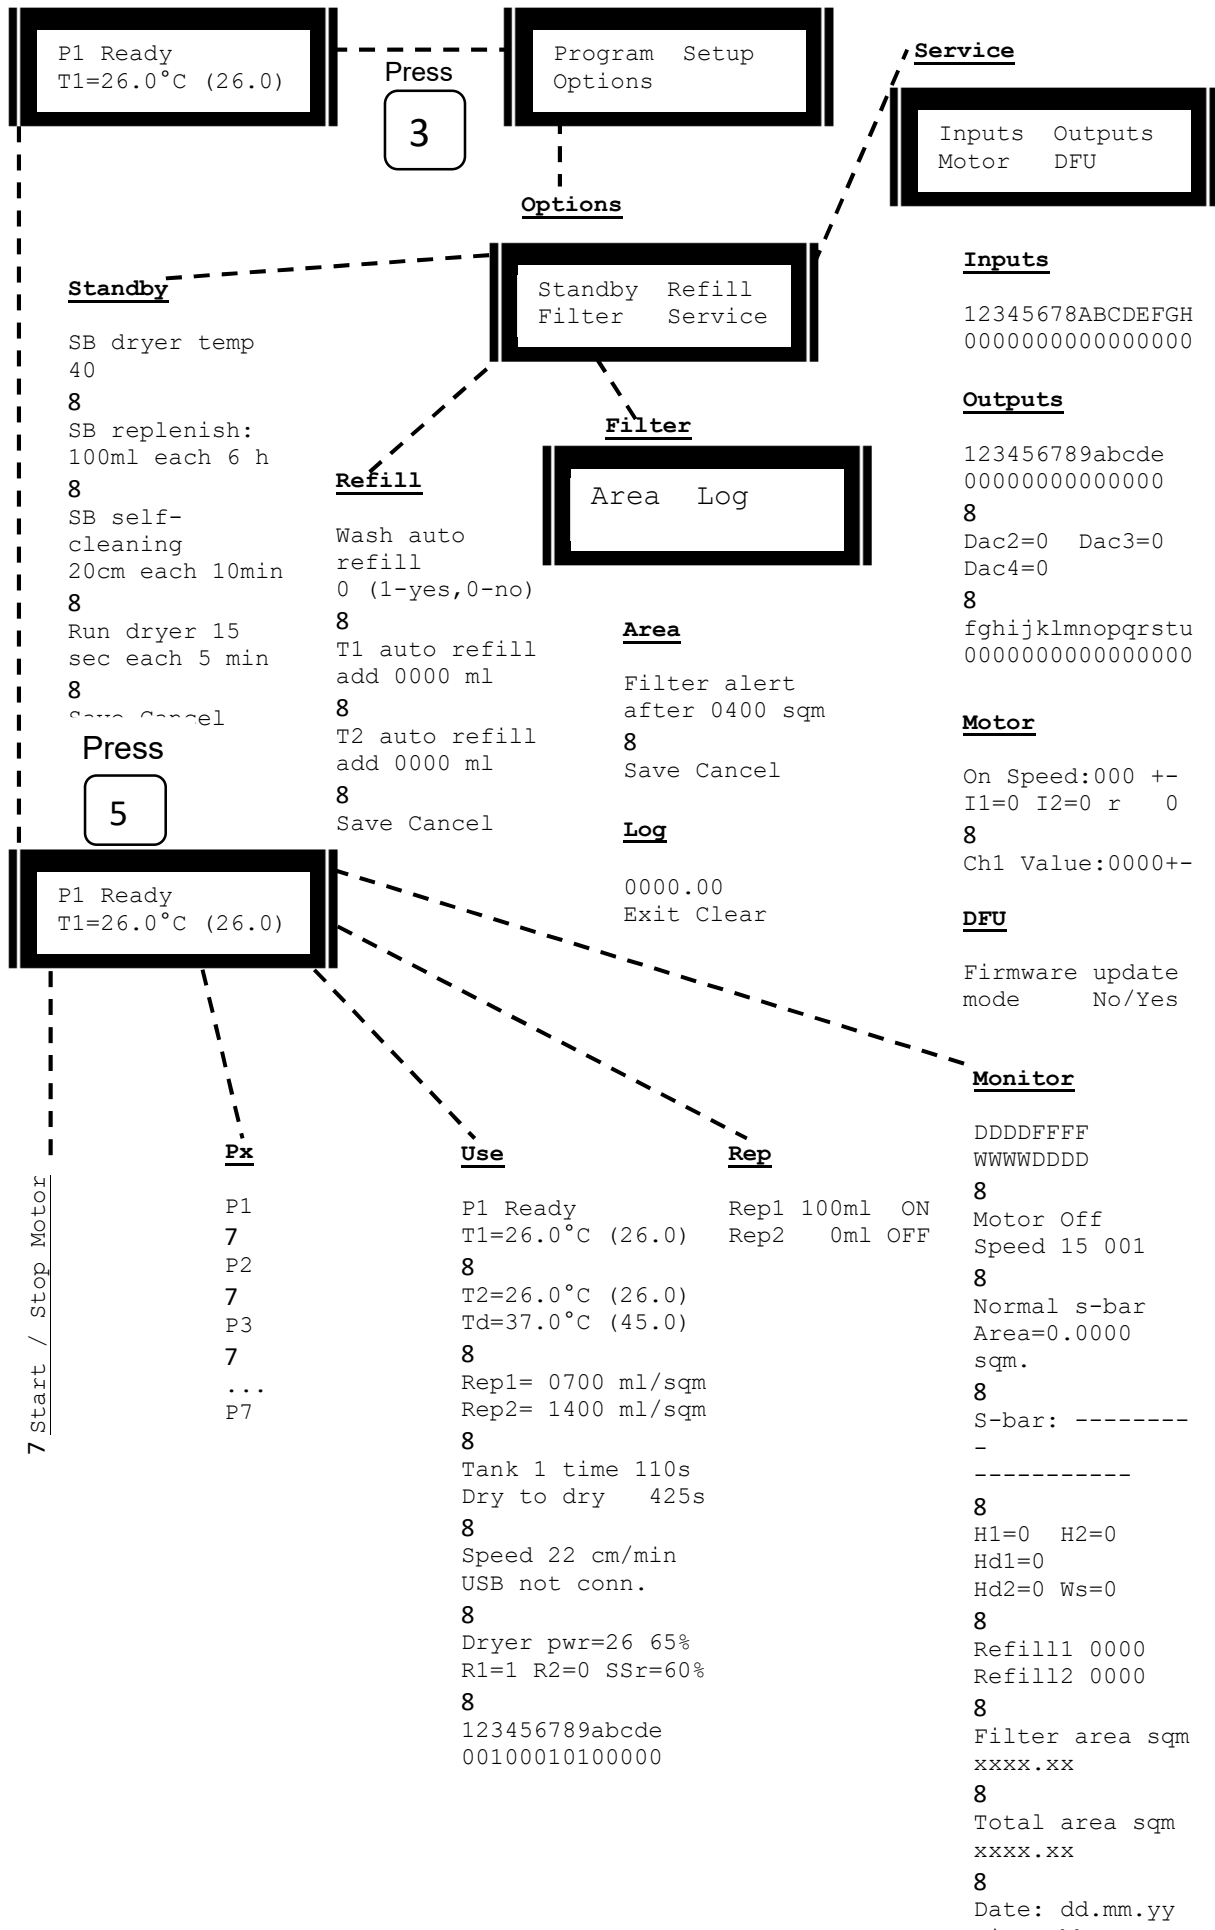 P1 Ready
T1=26.0°C (26.0)
Press
3
Program Setup
Options
Service
Inputs Outputs
Motor DFU
Options
Standby Refill
Filter Service
Standby
SB dryer temp
40
8
SB replenish:
100ml each 6 h
8
SB self-
cleaning
20cm each 10min
8
Run dryer 15
sec each 5 min
8
Save Cancel
Refill
Wash auto
refill
0 (1-yes,0-no)
8
T1 auto refill
add 0000 ml
8
T2 auto refill
add 0000 ml
8
Save Cancel
Filter
Area Log
Area
Filter alert
after 0400 sqm
8
Save Cancel
Log
0000.00
Exit Clear
Inputs
12345678ABCDEFGH
0000000000000000
Outputs
123456789abcde
00000000000000
8
Dac2=0 Dac3=0
Dac4=0
8
fghijklmnopqrstu
0000000000000000
Motor
On Speed:000 +-
I1=0 I2=0 r 0
8
Ch1 Value:0000+-
DFU
Firmware update
mode No/Yes
Press
5
P1 Ready
T1=26.0°C (26.0)
7 Start / Stop Motor
Px
P1
7
P2
7
P3
7
...
P7
Use
P1 Ready
T1=26.0°C (26.0)
8
T2=26.0°C (26.0)
Td=37.0°C (45.0)
8
Rep1= 0700 ml/sqm
Rep2= 1400 ml/sqm
8
Tank 1 time 110s
Dry to dry 425s
8
Speed 22 cm/min
USB not conn.
8
Dryer pwr=26 65%
R1=1 R2=0 SSr=60%
8
123456789abcde
00100010100000
Rep
Rep1 100ml ON
Rep2 0ml OFF
Monitor
DDDDFFFF
WWWWDDDD
8
Motor Off
Speed 15 001
8
Normal s-bar
Area=0.0000
sqm.
8
S-bar: --------
-
-----------
8
H1=0 H2=0
Hd1=0
Hd2=0 Ws=0
8
Refill1 0000
Refill2 0000
8
Filter area sqm
xxxx.xx
8
Total area sqm
xxxx.xx
8
Date: dd.mm.yy